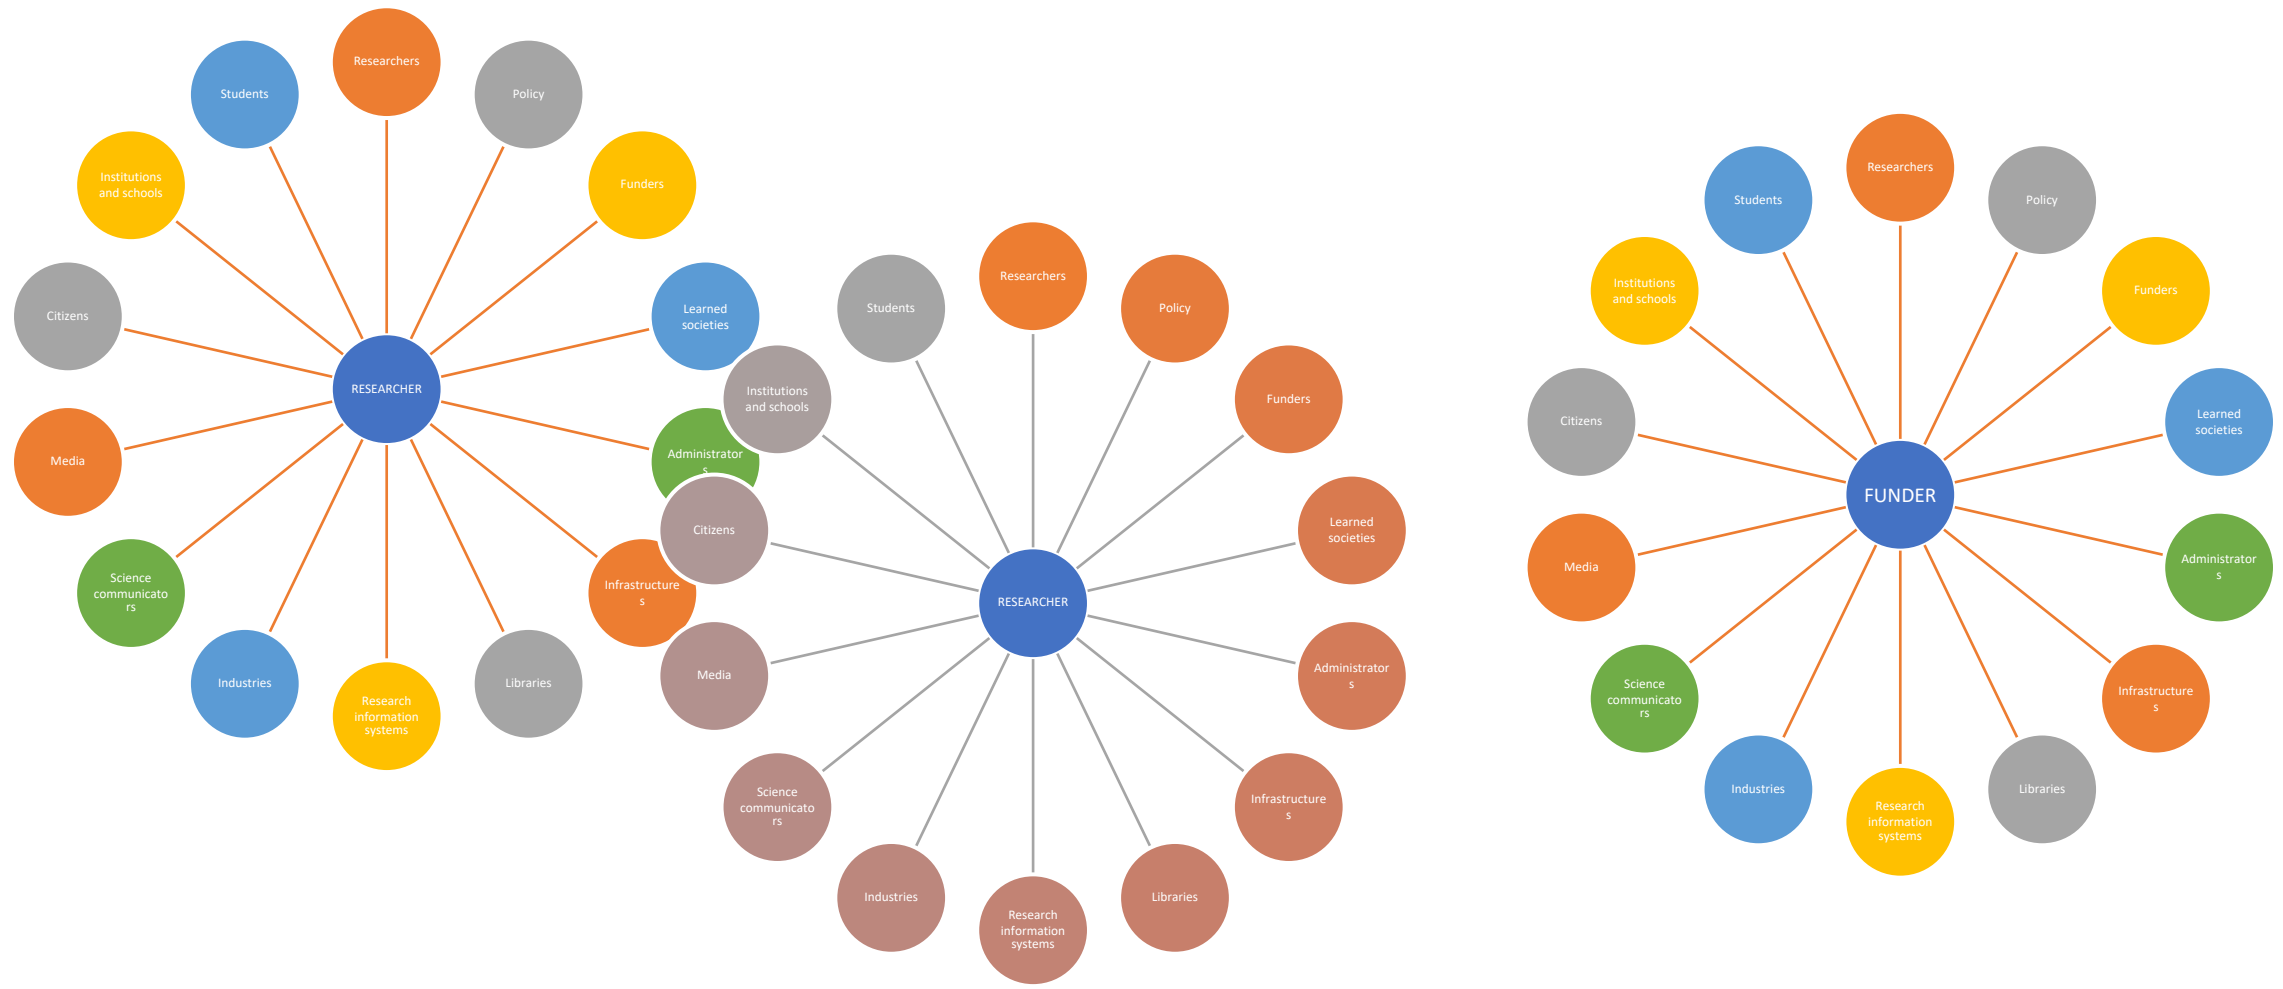 Researchers
Students
Policy
Institutions
and schools
Funders
Citizens
Learned
societies
RESEARCHER
Media
Administrator
s
Science
communicato
rs
Infrastructure
s
Industries
Libraries
Research
information
systems
Researchers
Students
Policy
Institutions
and schools
Funders
Citizens
Learned
societies
RESEARCHER
Media
Administrator
s
Science
communicato
rs
Infrastructure
s
Industries
Libraries
Research
information
systems
Researchers
Students
Policy
Institutions
and schools
Funders
Citizens
Learned
societies
FUNDER
Media
Administrator
s
Science
communicato
rs
Infrastructure
s
Industries
Libraries
Research
information
systems